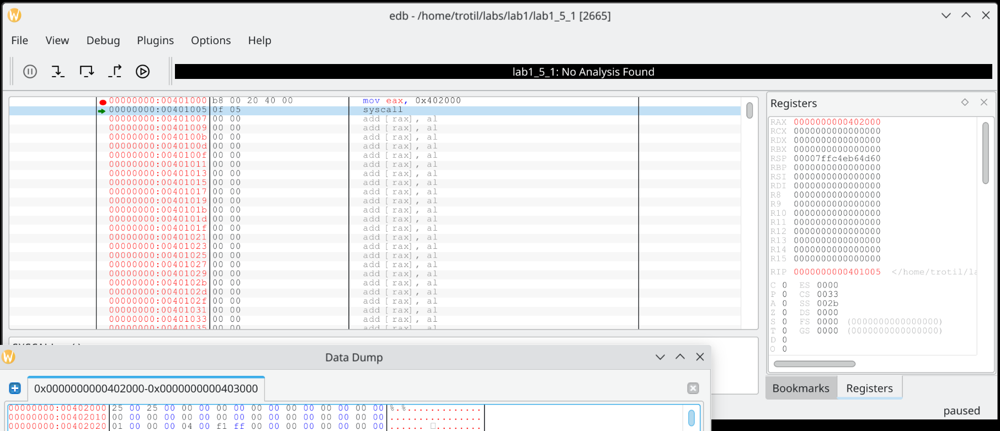 edb - /home/trotil/labs/lab1/lab1_5_1 [2665]
File View Debug Plugins Options Help
lab1_5_1: No Analysis Found
00000000:00401000 b8 00 20 40 00 mov eax, 0x402000
00000000:00401005 0f 05 syscall
00000000:00401007 00 00 add [rax], al
00000000:00401009 00 00 add [rax], al
00000000:0040100b 00 00 add [rax], al
00000000:0040100d 00 00 add [rax], al
00000000:0040100f 00 00 add [rax], al
00000000:00401011 00 00 add [rax], al
00000000:00401013 00 00 add [rax], al
00000000:00401015 00 00 add [rax], al
00000000:00401017 00 00 add [rax], al
00000000:00401019 00 00 add [rax], al
00000000:0040101b 00 00 add [rax], al
00000000:0040101d 00 00 add [rax], al
00000000:0040101f 00 00 add [rax], al
00000000:00401021 00 00 add [rax], al
00000000:00401023 00 00 add [rax], al
00000000:00401025 00 00 add [rax], al
00000000:00401027 00 00 add [rax], al
00000000:00401029 00 00 add [rax], al
00000000:0040102b 00 00 add [rax], al
00000000:0040102d 00 00 add [rax], al
00000000:0040102f 00 00 add [rax], al
00000000:00401031 00 00 add [rax], al
00000000:00401033 00 00 add [rax], al
00000000:00401035 00 00 add [rax], al
Registers
RAX 0000000000402000
RCX 0000000000000000
RDX 0000000000000000
RBX 0000000000000000
RSP 00007ffc4eb64d60
RBP 0000000000000000
RSI 0000000000000000
RDI 0000000000000000
R8 0000000000000000
R9 0000000000000000
R10 0000000000000000
R11 0000000000000000
R12 0000000000000000
R13 0000000000000000
R14 0000000000000000
R15 0000000000000000
RIP 0000000000401005 </home/trotil/la
C 0 ES 0000
P 0 CS 0033
A 0 SS 002b
Z 0 DS 0000
S 0 FS 0000 (0000000000000000)
T 0 GS 0000 (0000000000000000)
D 0
O 0
Bookmarks Registers
paused
Data Dump
0x0000000000402000-0x0000000000403000
00000000:00402000 25 00 25 00 00 00 00 00 00 00 00 00 00 00 00 00 %.%.............
00000000:00402010 00 00 00 00 00 00 00 00 00 00 00 00 00 00 00 00 ................
00000000:00402020 01 00 00 00 04 00 f1 ff 00 00 00 00 00 00 00 00 ...... □........